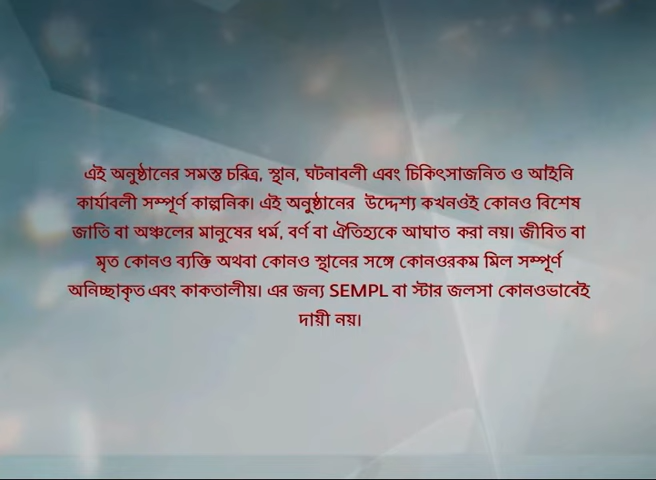 এই অনুষ্ঠানের সমস্ত চরিত্র, স্থান, ঘটনাবলী এবং চিকিৎসাজনিত ও আইনি
কার্যাবলী সম্পূর্ণ কাল্পনিক। এই অনুষ্ঠানের উদ্দেশ্য কখনওই কোনও বিশেষ
জাতি বা অঞ্চলের মানুষের ধর্ম, বর্ণ বা ঐতিহ্যকে আঘাত করা নয়। জীবিত বা
মৃত কোনও ব্যক্তি অথবা কোনও স্থানের সঙ্গে কোনওরকম মিল সম্পূর্ণ
অনিচ্ছাকৃত এবং কাকতালীয়। এর জন্য SEMPL বা স্টার জলসা কোনওভাবেই
দায়ী নয়।